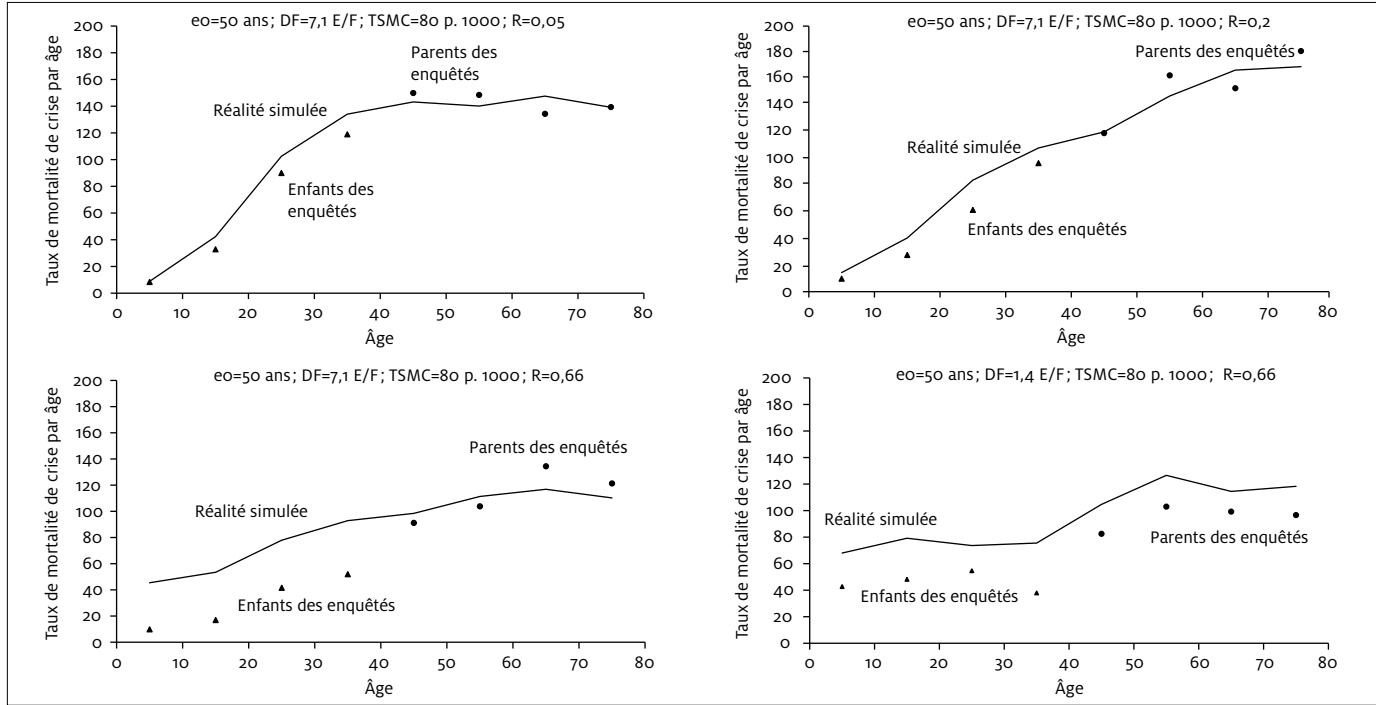 eo=50 ans; DF=7,1 E/F; TSMC=80 p. 1000; R=0,05
Taux de mortalité de crise par âge
200
180
160
140
120
100
80
60
40
20
0
Parents des
enquêtés
Réalité simulée
Enfants des
enquêtés
0 10 20 30 40 50 60 70 80
Âge
eo=50 ans; DF=7,1 E/F; TSMC=80 p. 1000; R=0,2
Taux de mortalité de crise par âge
200
180
160
140
120
100
80
60
40
20
0
Parents des enquêtés
Réalité simulée
Enfants des enquêtés
0 10 20 30 40 50 60 70 80
Âge
eo=50 ans; DF=7,1 E/F; TSMC=80 p. 1000; R=0,66
Taux de mortalité de crise par âge
200
180
160
140
120
100
80
60
40
20
0
Parents des enquêtés
Réalité simulée
Enfants des enquêtés
0 10 20 30 40 50 60 70 80
Âge
eo=50 ans; DF=1,4 E/F; TSMC=80 p. 1000; R=0,66
Taux de mortalité de crise par âge
200
180
160
140
120
100
80
60
40
20
0
Réalité simulée
Parents des enquêtés
Enfants des enquêtés
0 10 20 30 40 50 60 70 80
Âge